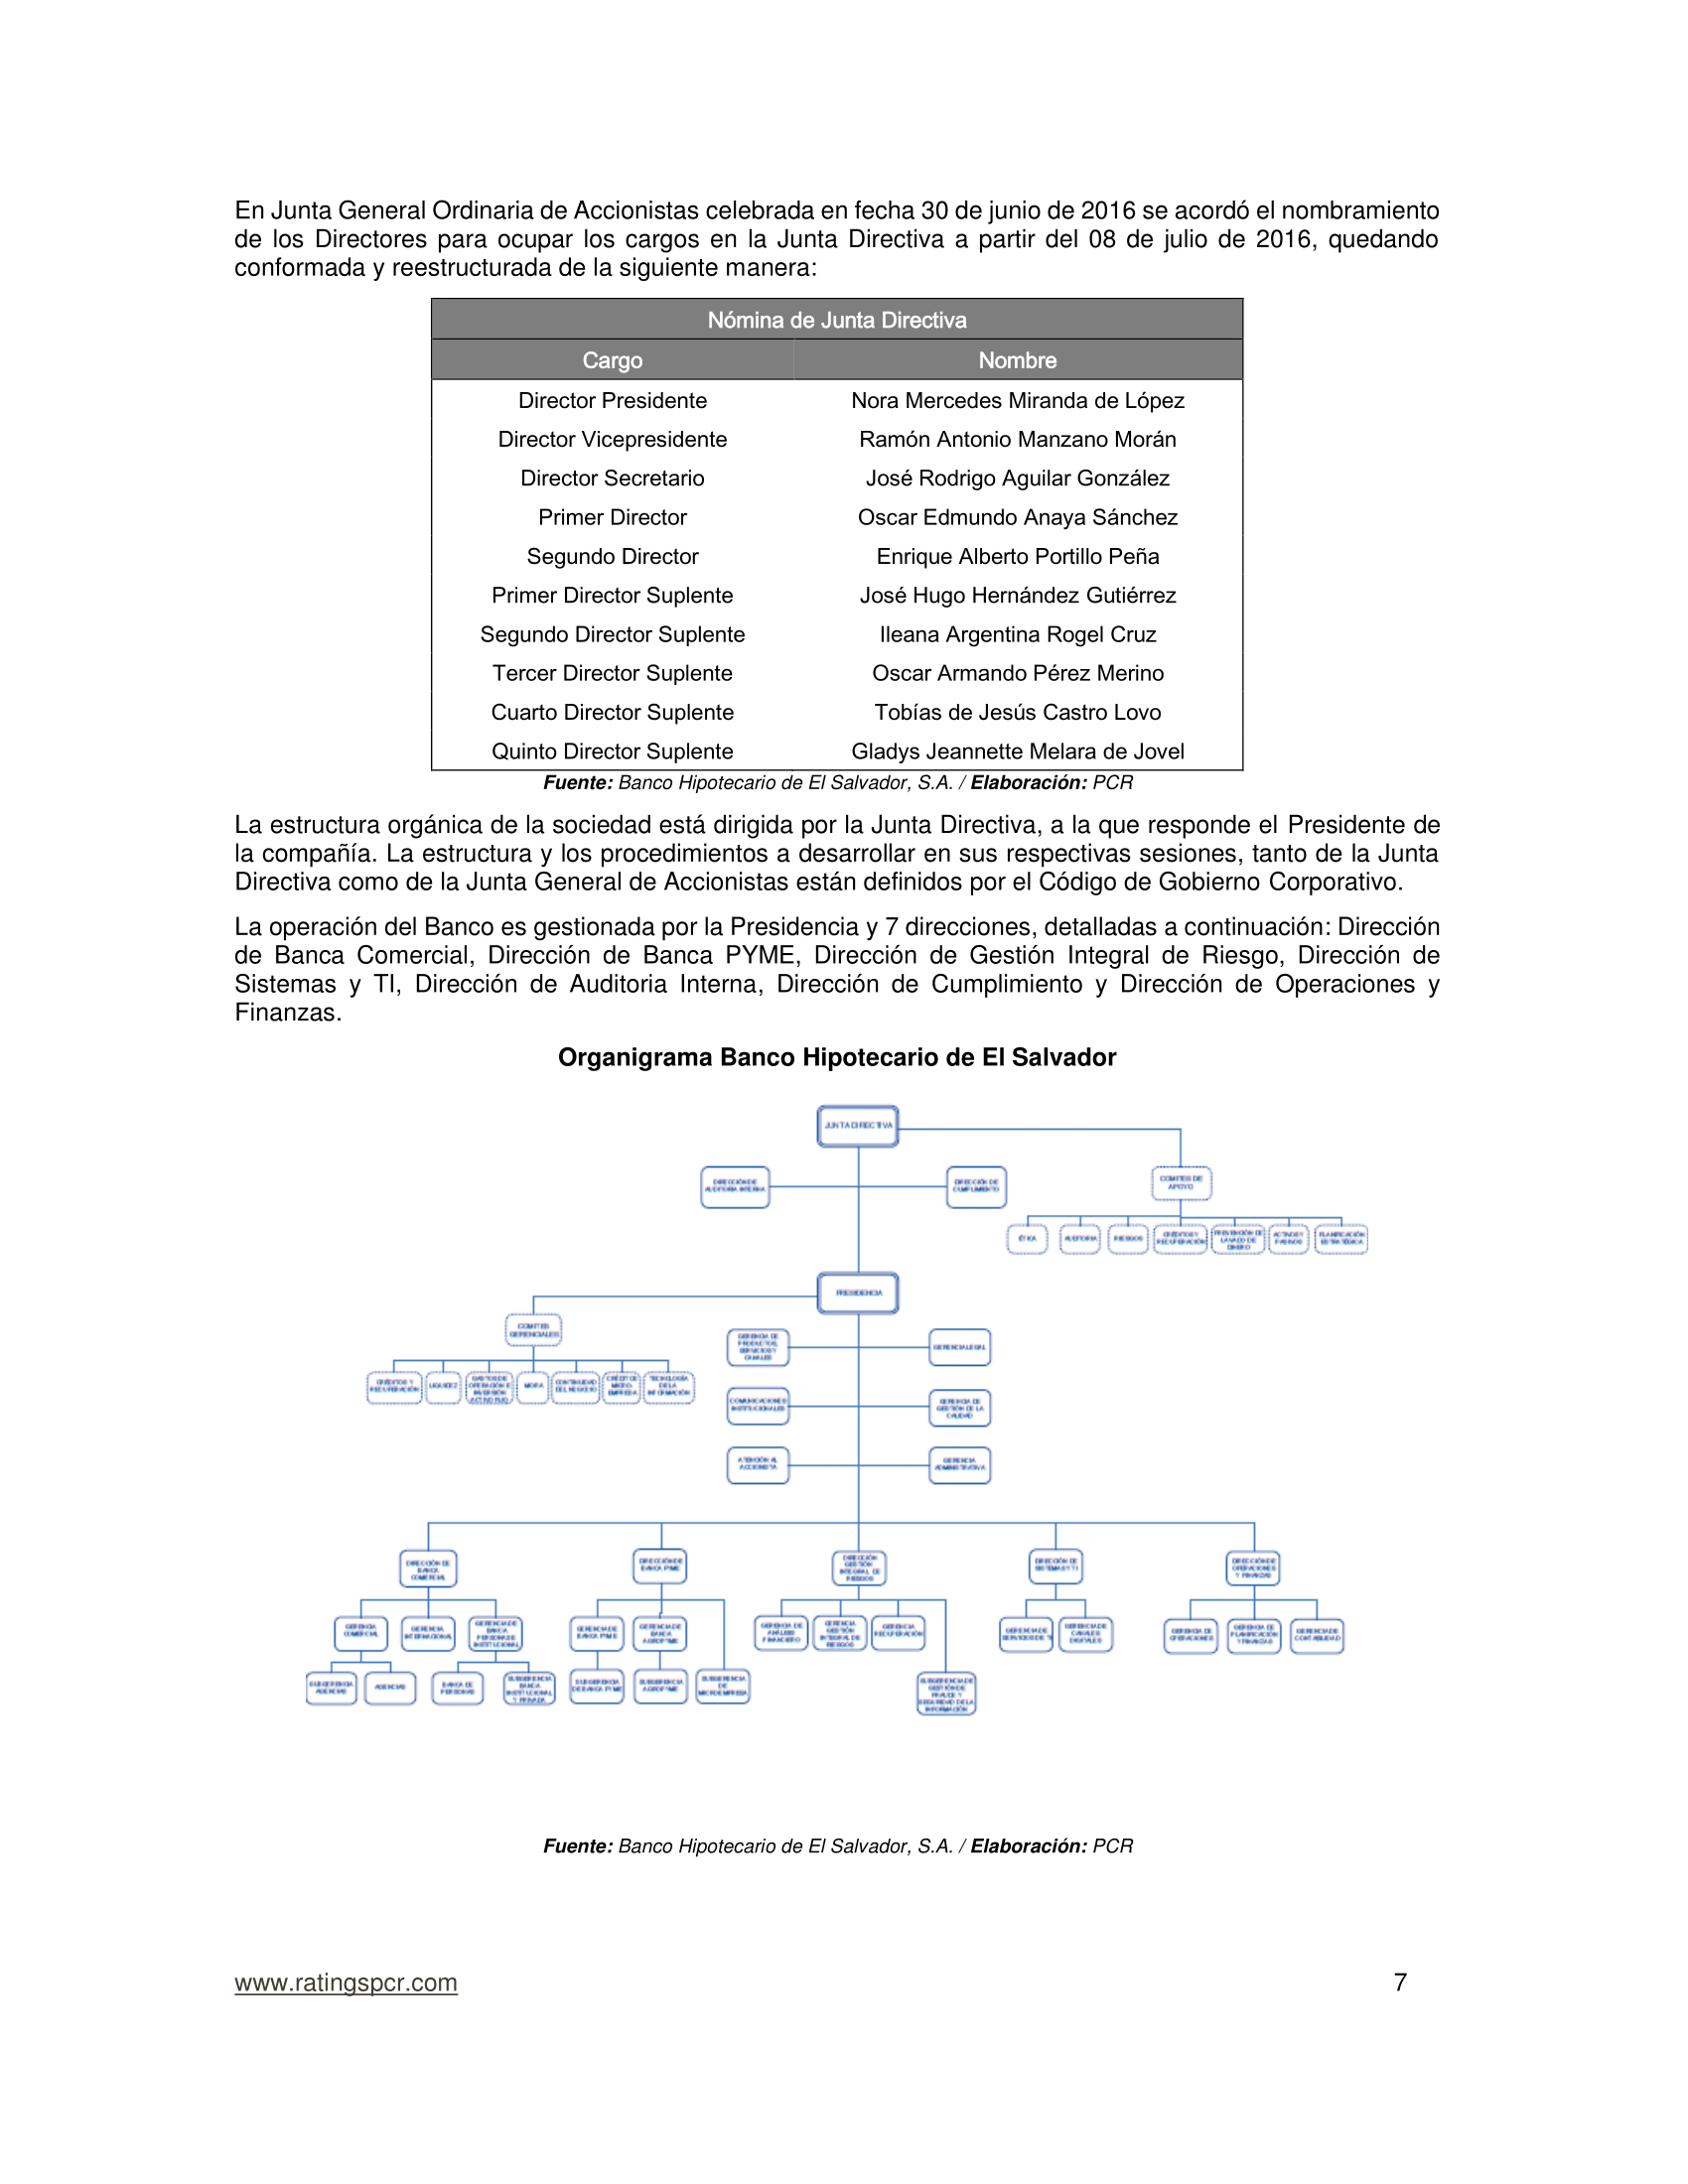 En Junta General Ordinaria de Accionistas celebrada en fecha 30 de junio de 2016 se acordó el nombramiento
de los Directores para ocupar los cargos en la Junta Directiva a partir del 08 de julio de 2016, quedando
conformada y reestructurada de la siguiente manera:
Nómina de Junta Directiva
Cargo Nombre
Director Presidente Nora Mercedes Miranda de López
Director Vicepresidente Ramón Antonio Manzano Morán
Director Secretario José Rodrigo Aguilar González
Primer Director Oscar Edmundo Anaya Sánchez
Segundo Director Enrique Alberto Portillo Peña
Primer Director Suplente José Hugo Hernández Gutiérrez
Segundo Director Suplente Ileana Argentina Rogel Cruz
Tercer Director Suplente Oscar Armando Pérez Merino
Cuarto Director Suplente Tobías de Jesús Castro Lovo
Quinto Director Suplente Gladys Jeannette Melara de Jovel
Fuente: Banco Hipotecario de El Salvador, S.A. / Elaboración: PCR
La estructura orgánica de la sociedad está dirigida por la Junta Directiva, a la que responde el Presidente de
la compañía. La estructura y los procedimientos a desarrollar en sus respectivas sesiones, tanto de la Junta
Directiva como de la Junta General de Accionistas están definidos por el Código de Gobierno Corporativo.
La operación del Banco es gestionada por la Presidencia y 7 direcciones, detalladas a continuación: Dirección
de Banca Comercial, Dirección de Banca PYME, Dirección de Gestión Integral de Riesgo, Dirección de
Sistemas y TI, Dirección de Auditoria Interna, Dirección de Cumplimiento y Dirección de Operaciones y
Finanzas.
Organigrama Banco Hipotecario de El Salvador
JUNTA DIRECTIVA
DIRECCIÓN DE
AUDITORIA INTERNA
DIRECCIÓN DE
CUMPLIMIENTO
COMITES DE
APOYO
ÉTICA
AUDITORIA
RIESGOS
CRÉDITOS Y
RECUPERACIÓN
PREVENCIÓN DE
LAVADO DE
DINERO
ACTIVOS Y
PASIVOS
PLANIFICACIÓN
ESTRATÉGICA
PRESIDENCIA
COMITES
GERENCIALES
CRÉDITOS Y
RECUPERACIÓN
LIQUIDEZ
GASTOS DE
OPERACIÓN E
INVERSIÓN
ACTIVO FIJO
MORA
CONTINUIDAD
DEL NEGOCIO
MICRO
EMPRESA
TECNOLOGÍA
DE LA
INFORMACIÓN
GERENCIA DE
PRODUCTOS,
SERVICIOS Y
CANALES
GERENCIA LEGAL
COMUNICACIONES
INSTITUCIONALES
GERENCIA DE
GESTIÓN DE LA
CALIDAD
ATENCIÓN AL
ACCIONISTA
GERENCIA
ADMINISTRATIVA
DIRECCIÓN DE
BANCA
COMERCIAL
DIRECCIÓN DE
BANCA PYME
DIRECCIÓN
GESTIÓN
INTEGRAL DE
RIESGOS
DIRECCIÓN DE
SISTEMAS Y TI
DIRECCIÓN DE
OPERACIONES
Y FINANZAS
GERENCIA
COMERCIAL
GERENCIA
INTERNACIONAL
GERENCIA DE
BANCA
PERSONAS E
INSTITUCIONAL
GERENCIA DE
BANCA PYME
GERENCIA DE
BANCA
AGROPYME
GERENCIA DE
ANÁLISIS
FINANCIERO
GERENCIA
GESTIÓN
INTEGRAL DE
RIESGOS
GERENCIA
RECUPERACIÓN
GERENCIA DE
SERVICIOS DE TI
GERENCIA DE
CANALES
DIGITALES
GERENCIA DE
OPERACIONES
GERENCIA DE
PLANIFICACIÓN
Y FINANZAS
GERENCIA DE
CONTABILIDAD
SUBGERENCIA
AGENCIAS
AGENCIAS
BANCA DE
PERSONAS
SUBGERENCIA
BANCA
INSTITUCIONAL
Y PRIVADA
SUBGERENCIA
DE BANCA PYME
SUBGERENCIA
AGROPYME
SUBGERENCIA
DE
MICROEMPRESA
SUBGERENCIA DE
GESTIÓN DE
FRAUDE Y
SEGURIDAD DE LA
INFORMACIÓN
Fuente: Banco Hipotecario de El Salvador, S.A. / Elaboración: PCR
www.ratingspcr.com 7